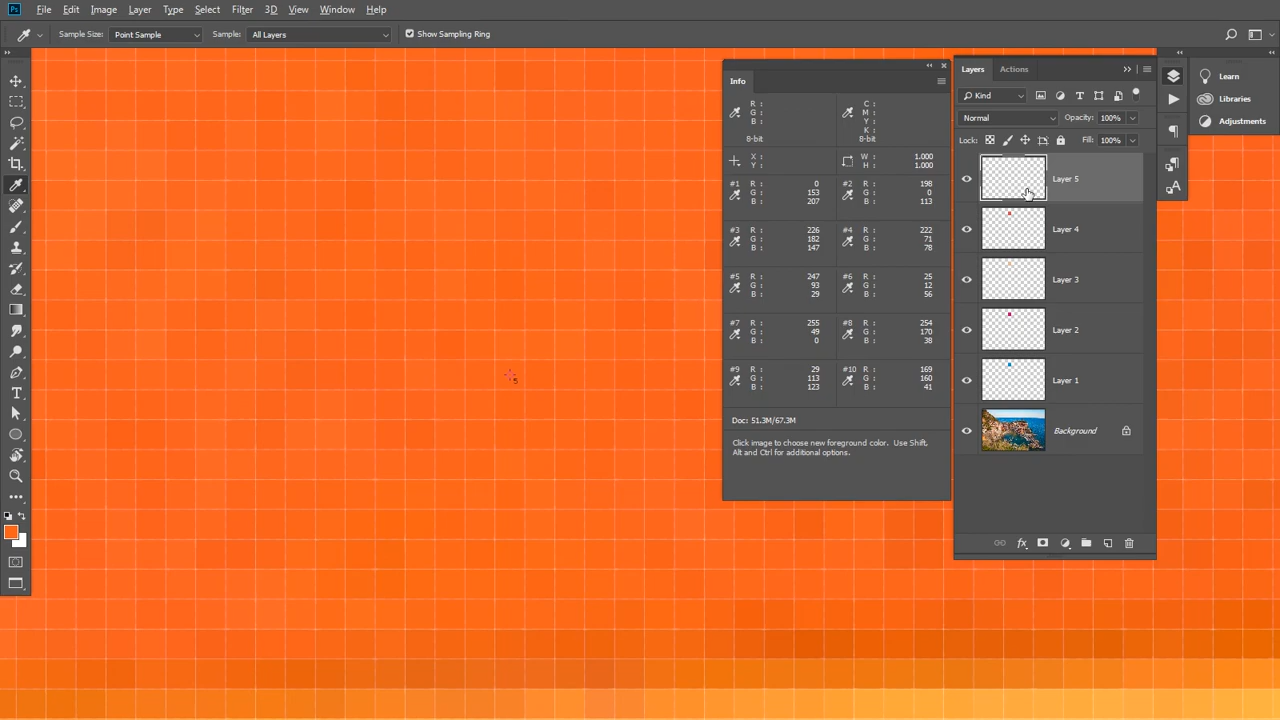 Ps File Edit Image Layer Type Select Filter 3D View Window Help
Sample Size: Point Sample Sample: All Layers Show Sampling Ring
Info
R :
G :
B :
8-bit
C :
M :
Y :
K :
8-bit
X :
Y :
W : 1.000
H : 1.000
#1 R : 0
G : 153
B : 207
#2 R : 198
G : 0
B : 113
#3 R : 226
G : 182
B : 147
#4 R : 222
G : 71
B : 78
#5 R : 247
G : 93
B : 29
#6 R : 25
G : 12
B : 56
#7 R : 255
G : 49
B : 0
#8 R : 254
G : 170
B : 38
#9 R : 29
G : 113
B : 123
#10 R : 169
G : 160
B : 41
Doc: 51.3M/67.3M
Click image to choose new foreground color. Use Shift,
Alt and Ctrl for additional options.
Layers Actions
Kind
Normal Opacity: 100%
Lock: Fill: 100%
Layer 5
Layer 4
Layer 3
Layer 2
Layer 1
Background
fx
Learn
Libraries
Adjustments
5